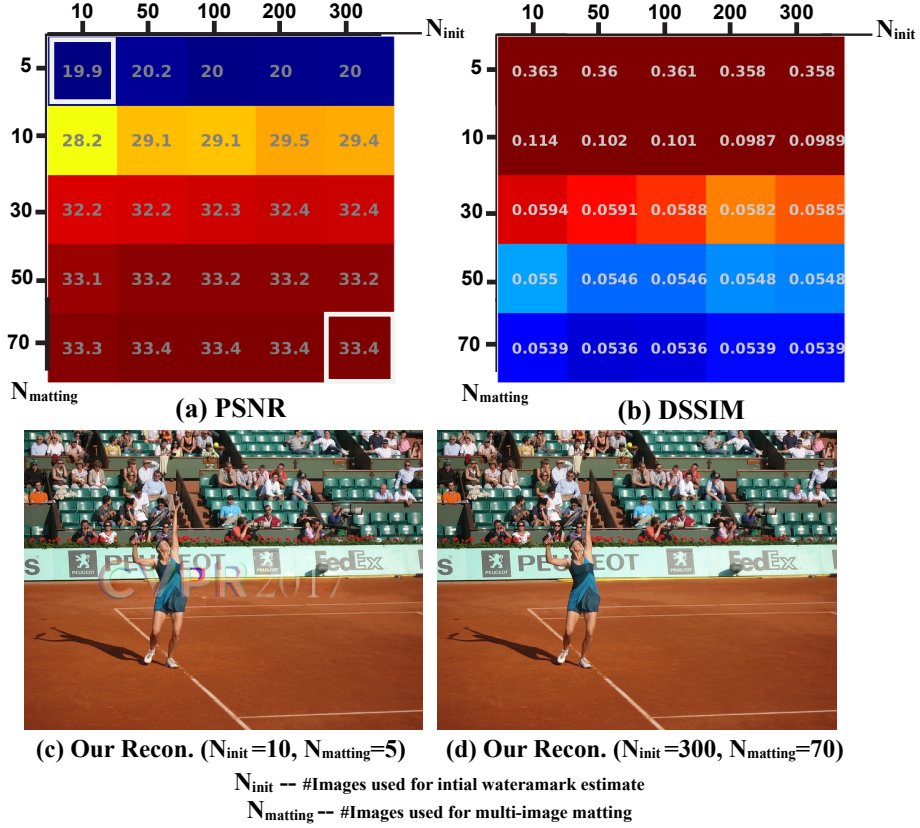 N_init
10 50 100 200 300
5 19.9 20.2 20 20 20
10 28.2 29.1 29.1 29.5 29.4
30 32.2 32.2 32.3 32.4 32.4
50 33.1 33.2 33.2 33.2 33.2
70 33.3 33.4 33.4 33.4 33.4
N_matting
(a) PSNR
N_init
10 50 100 200 300
5 0.363 0.36 0.361 0.358 0.358
10 0.114 0.102 0.101 0.0987 0.0989
30 0.0594 0.0591 0.0588 0.0582 0.0585
50 0.055 0.0546 0.0546 0.0548 0.0548
70 0.0539 0.0536 0.0536 0.0539 0.0539
N_matting
(b) DSSIM
S PEUGEOT PEUGEOT PEUGEOT FedEx
CVPR 2017
S PEUGEOT PEUGEOT PEUGEOT FedEx
(c) Our Recon. (N_init =10, N_matting=5)
(d) Our Recon. (N_init=300, N_matting=70)
N_init -- #Images used for intial wateramark estimate
N_matting -- #Images used for multi-image matting